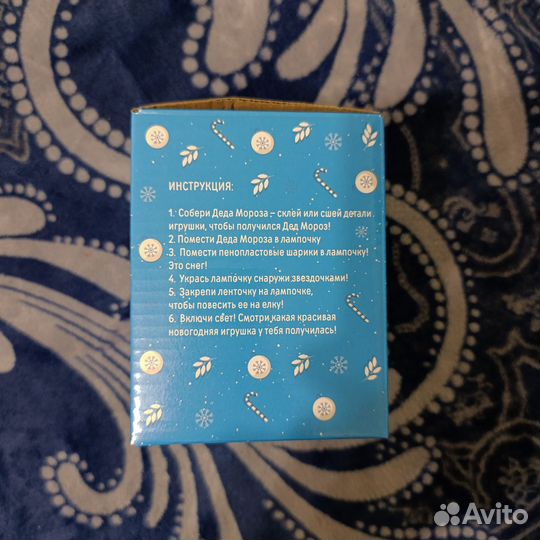 ИНСТРУКЦИЯ:
1. Собери Деда Мороза – склей или сшей детали
игрушки, чтобы получился Дед Мороз!
2. Помести Деда Мороза в лампочку
3. Помести пенопластовые шарики в лампочку!
Это снег!
4. Укрась лампочку снаружи звездочками!
5. Закрепи ленточку на лампочке,
чтобы повесить ее на елку!
6. Включи свет! Смотри, какая красивая
новогодняя игрушка у тебя получилась!
Avito